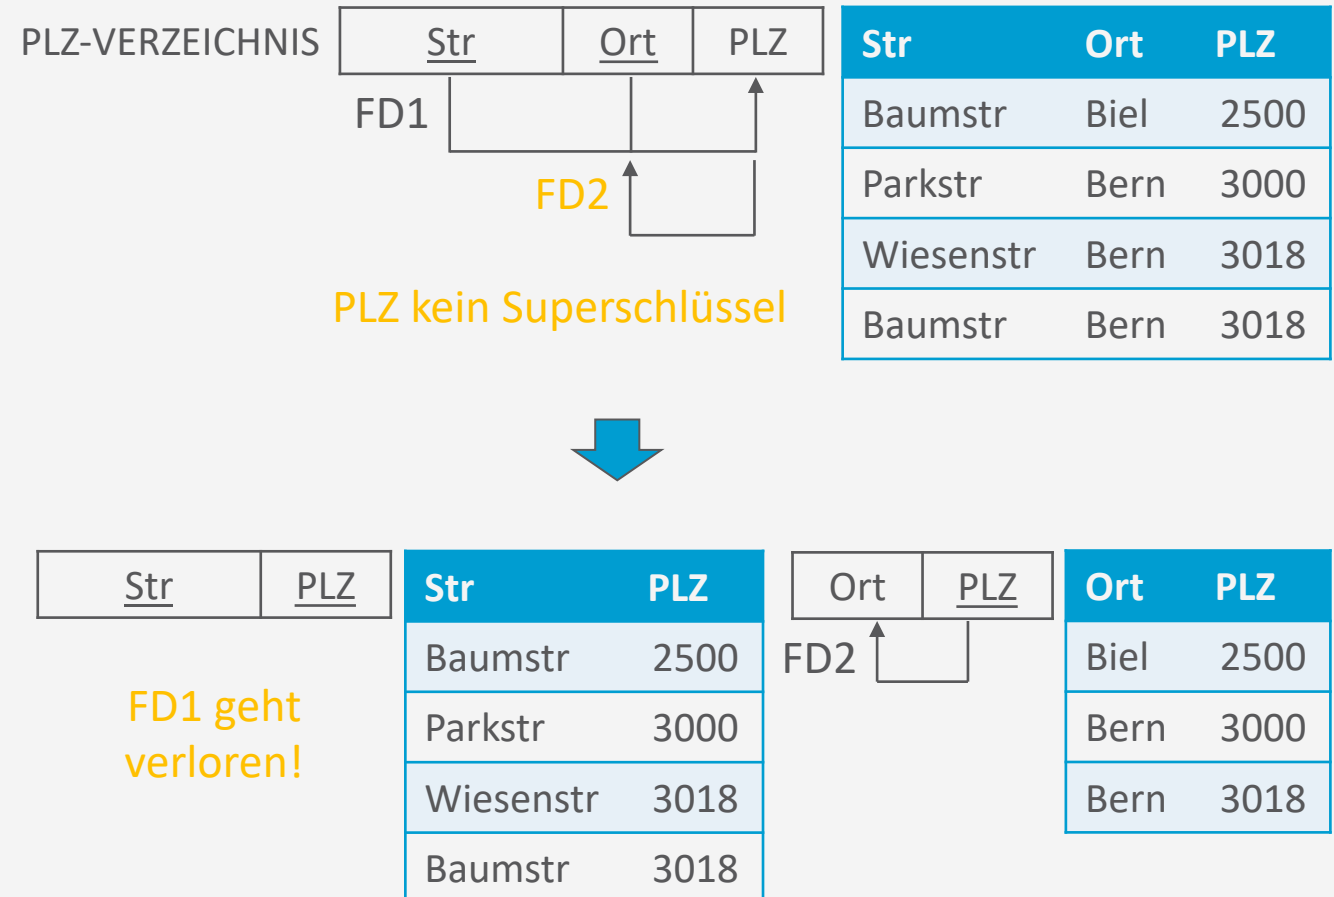 PLZ-VERZEICHNIS Str Ort PLZ
FD1
FD2
PLZ kein Superschlüssel
Str Ort PLZ
Baumstr Biel 2500
Parkstr Bern 3000
Wiesenstr Bern 3018
Baumstr Bern 3018
Str PLZ
FD1 geht
verloren!
Str PLZ
Baumstr 2500
Parkstr 3000
Wiesenstr 3018
Baumstr 3018
Ort PLZ
FD2
Ort PLZ
Biel 2500
Bern 3000
Bern 3018